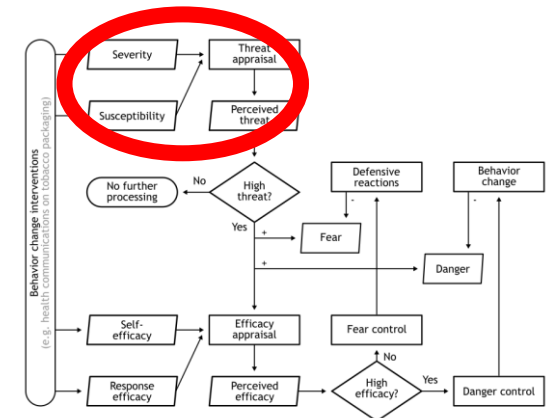 Behavior change interventions
(e.g. health communications on tobacco packaging)
Severity
Threat
appraisal
Susceptibility
Perceived
threat
No further
processing
No
High
threat?
Yes
+
+
Fear
Defensive
reactions
-
Behavior
change
-
Danger
Self-
efficacy
Efficacy
appraisal
Fear control
No
Response
efficacy
Perceived
efficacy
High
efficacy?
Yes
Danger control